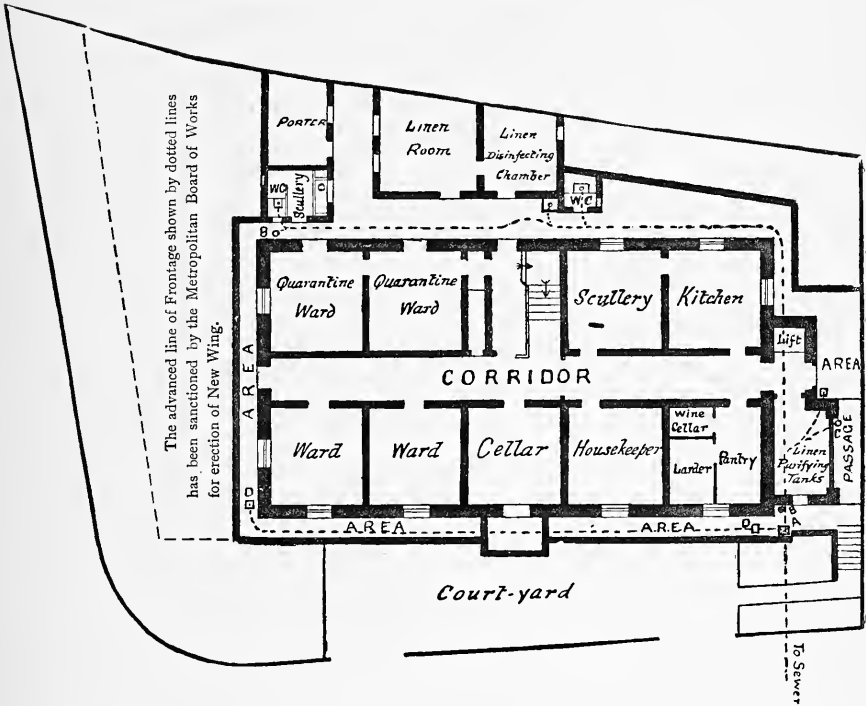 The advanced line of Frontage shown by dotted lines
has been sanctioned by the Metropolitan Board of Works
for erection of New Wing.
PORTER
WC
Scullery
Linen
Room
Linen
Disinfecting
Chamber
W.C
B
Quarantine
Ward
Quarantine
Ward
Scullery
Kitchen
Lift
AREA
AREA
CORRIDOR
Ward
Ward
Cellar
Housekeeper
Wine
Cellar
Larder
Pantry
Linen
Purifying
Tanks
PASSAGE
D
AREA
AREA
D
B
A
Court-yard
To Sewer